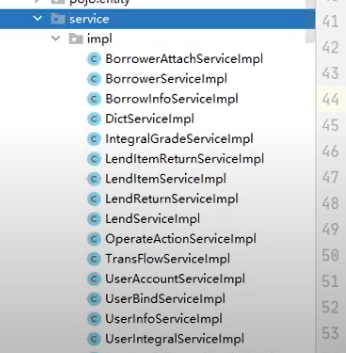 pojo.entity
service
impl
BorrowerAttachServiceImpl
BorrowerServiceImpl
BorrowInfoServiceImpl
DictServiceImpl
IntegralGradeServiceImpl
LendItemReturnServiceImpl
LendItemServiceImpl
LendReturnServiceImpl
LendServiceImpl
OperateActionServiceImpl
TransFlowServiceImpl
UserAccountServiceImpl
UserBindServiceImpl
UserInfoServiceImpl
UserIntegralServiceImpl
41
42
43
44
45
46
47
48
49
50
51
52
53